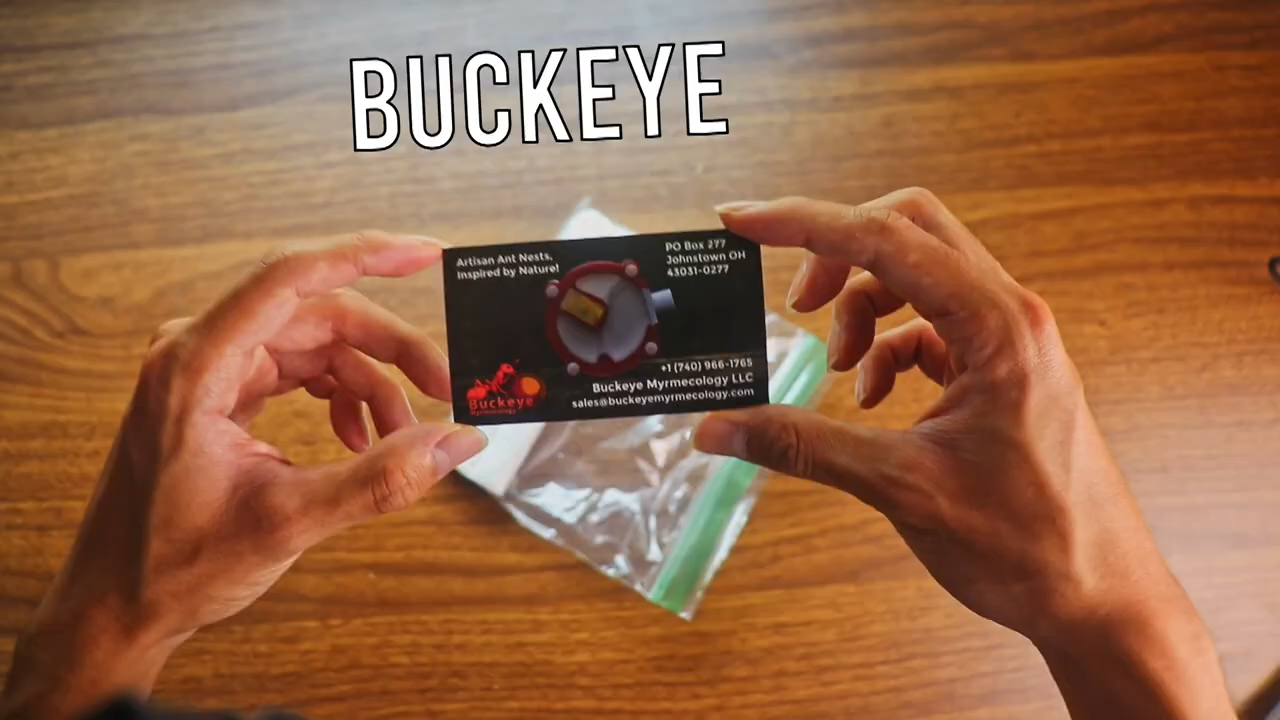 BUCKEYE
Artisan Ant Nests,
Inspired by Nature!
PO Box 277
Johnstown OH
43031-0277
+1 (740) 966-1765
Buckeye Myrmecology LLC
sales@buckeyemyrmecology.com
Buckeye
Myrmecology